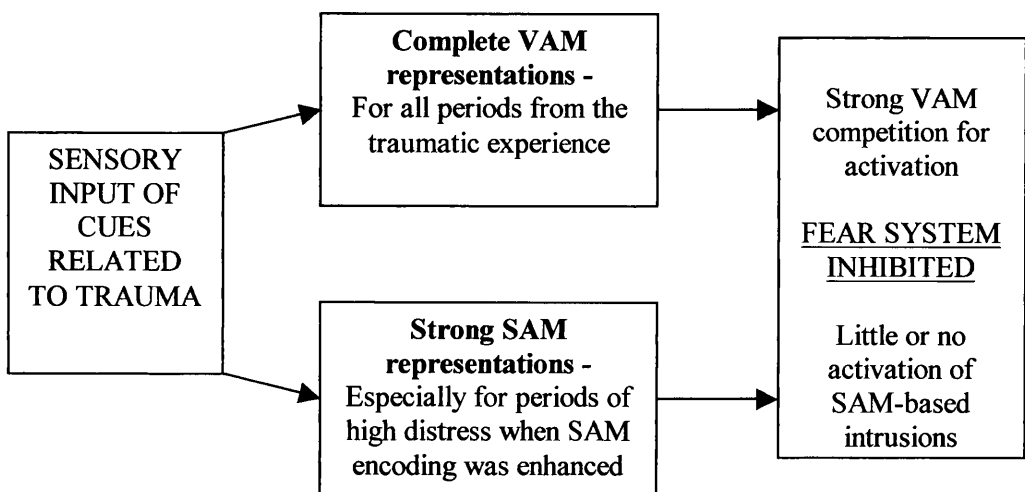 SENSORY
INPUT OF
CUES
RELATED
TO TRAUMA
Complete VAM
representations -
For all periods from the
traumatic experience
Strong SAM
representations -
Especially for periods of
high distress when SAM
encoding was enhanced
Strong VAM
competition for
activation
FEAR SYSTEM
INHIBITED
Little or no
activation of
SAM-based
intrusions